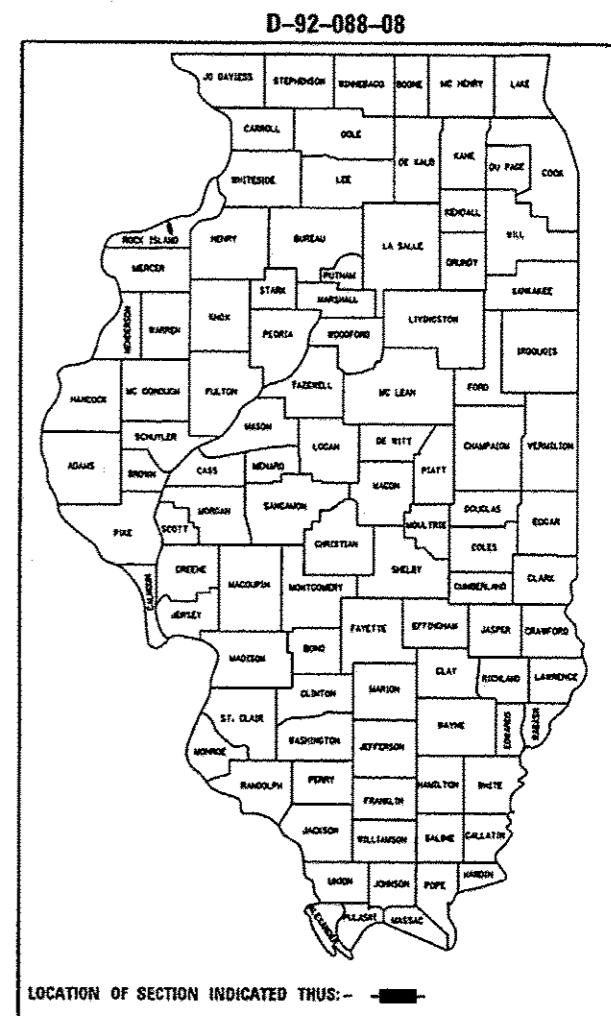 D-92-088-08
JO DAVIESS STEPHENSON WINNEBAGO BOONE MC HENRY LAKE
CARROLL OGLE DE KALB KANE DU PAGE COOK
WHITESIDE LEE
KENDALL WILL
ROCK ISLAND HENRY BUREAU LA SALLE GRUNDY
MERCER PUTNAM KANKAKEE
STARK MARSHALL
HENDERSON WARREN KNOX PEORIA WOODFORD LIVINGSTON IROQUOIS
HANCOCK MC DONOUGH FULTON TAZEWELL MC LEAN FORD
MASON
SCHUYLER LOGAN DE WITT CHAMPAIGN VERMILION
ADAMS BROWN CASS MENARD PIATT
MACON
MORGAN SANGAMON DOUGLAS
PIKE SCOTT MOULTRIE EDGAR
CHRISTIAN COLES
GREENE SHELBY
CALHOUN MACOUPIN MONTGOMERY CUMBERLAND CLARK
JERSEY
FAYETTE EFFINGHAM JASPER CRAWFORD
MADISON BOND
CLAY RICHLAND LAWRENCE
CLINTON MARION
ST. CLAIR WAYNE EDWARDS WABASH
MONROE WASHINGTON JEFFERSON
RANDOLPH PERRY HAMILTON WHITE
FRANKLIN
JACKSON WILLIAMSON SALINE GALLATIN
UNION JOHNSON POPE HARDIN
ALEXANDER PULASKI MASSAC
LOCATION OF SECTION INDICATED THUS:-